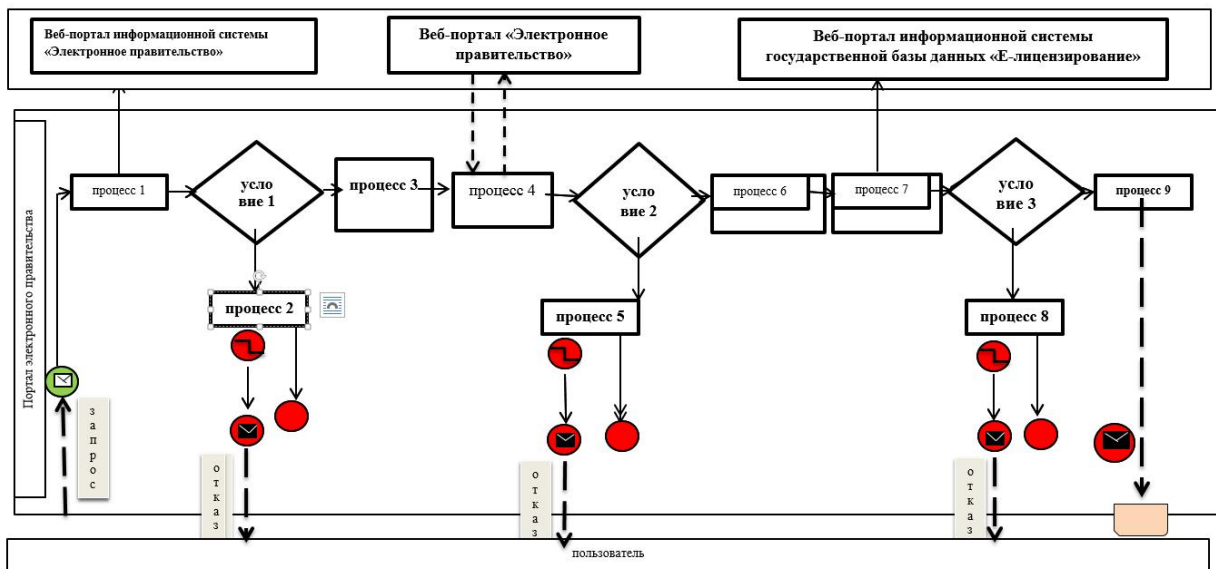 Веб-портал информационной системы
«Электронное правительство»
Веб-портал «Электронное
правительство»
Веб-портал информационной системы
государственной базы данных «Е-лицензирование»
Портал электронного правительства
процесс 1
усло
вие 1
процесс 3
процесс 4
усло
вие 2
процесс 6
процесс 7
усло
вие 3
процесс 9
процесс 2
процесс 5
процесс 8
запрос
отказ
отказ
отказ
пользователь